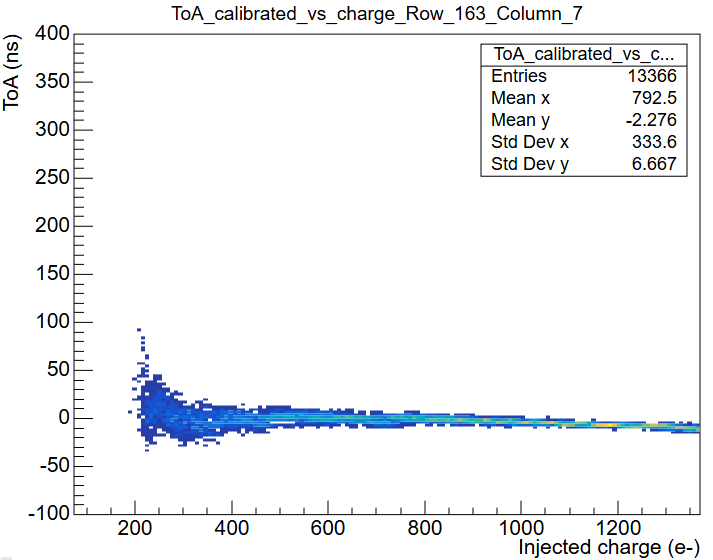 ToA_calibrated_vs_charge_Row_163_Column_7
ToA (ns)
400
350
300
250
200
150
100
50
0
-50
-100
ToA_calibrated_vs_c...
Entries 13366
Mean x 792.5
Mean y -2.276
Std Dev x 333.6
Std Dev y 6.667
200 400 600 800 1000 1200
Injected charge (e-)